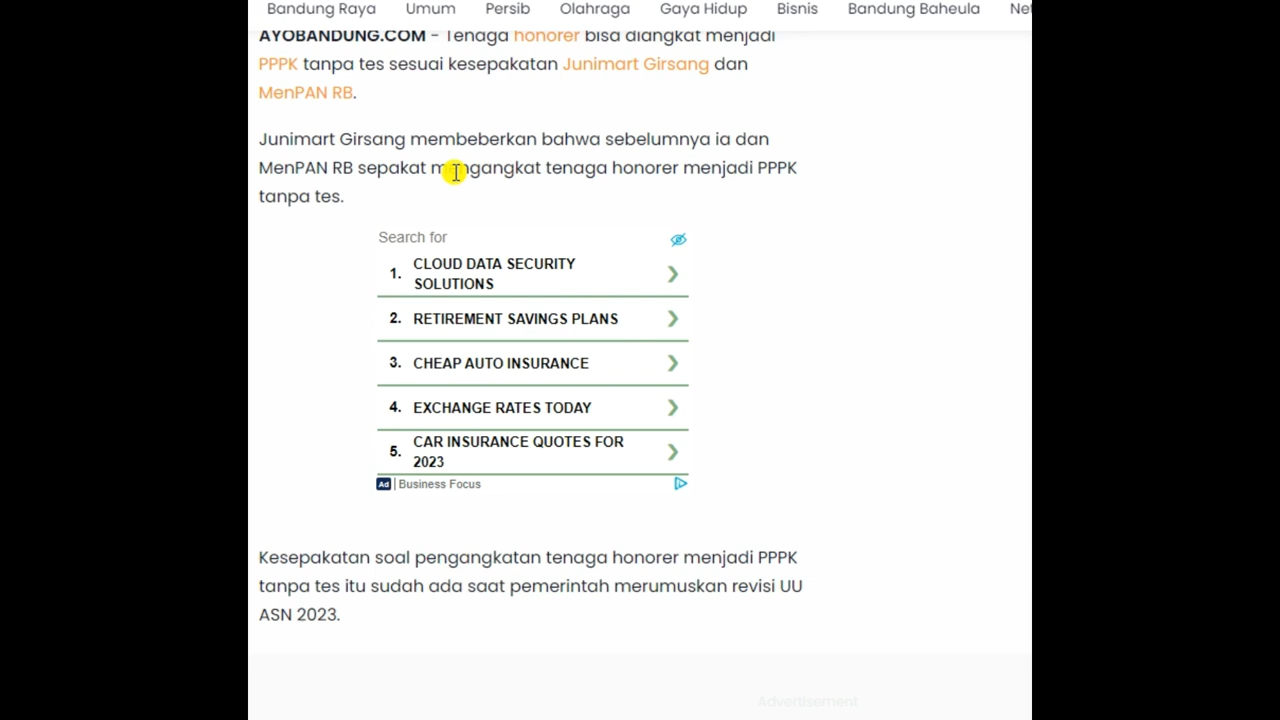 Bandung Raya Umum Persib Olahraga Gaya Hidup Bisnis Bandung Baheula
AYOBANDUNG.COM - Tenaga honorer bisa diangkat menjadi
PPPK tanpa tes sesuai kesepakatan Junimart Girsang dan
MenPAN RB.
Junimart Girsang membeberkan bahwa sebelumnya ia dan
MenPAN RB sepakat mengangkat tenaga honorer menjadi PPPK
tanpa tes.
Search for
1. CLOUD DATA SECURITY
SOLUTIONS
2. RETIREMENT SAVINGS PLANS
3. CHEAP AUTO INSURANCE
4. EXCHANGE RATES TODAY
5. CAR INSURANCE QUOTES FOR
2023
Ad | Business Focus
Kesepakatan soal pengangkatan tenaga honorer menjadi PPPK
tanpa tes itu sudah ada saat pemerintah merumuskan revisi UU
ASN 2023.
Advertisement